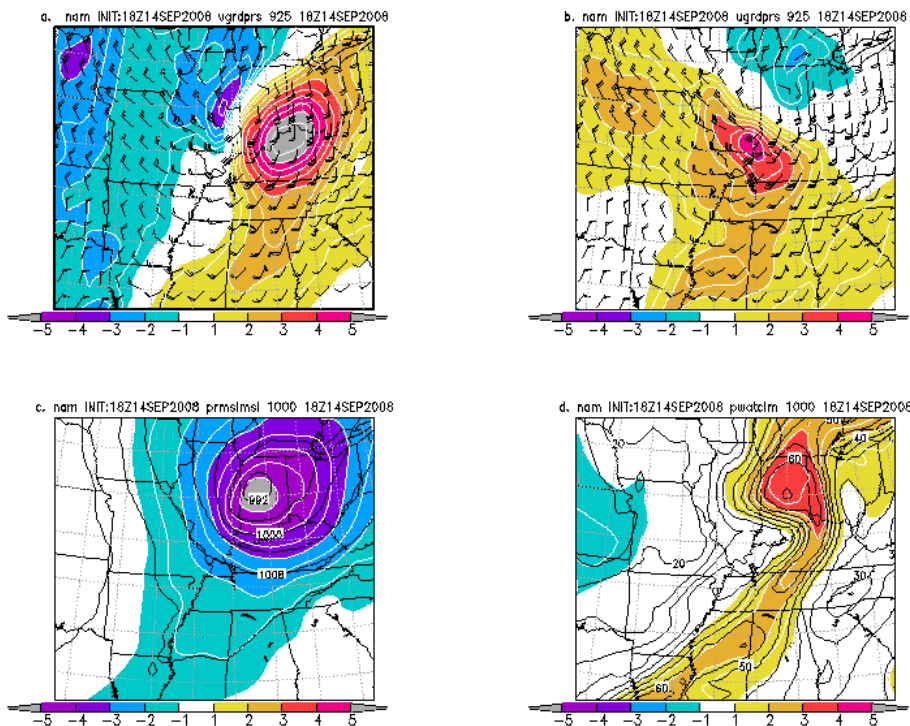 a. nam INIT:18Z14SEP2008 vgrdprs 925 18Z14SEP2008
b. nam INIT:18Z14SEP2008 ugrdprs 925 18Z14SEP2008
-5 -4 -3 -2 -1 1 2 3 4 5
-5 -4 -3 -2 -1 1 2 3 4 5
c. nam INIT:18Z14SEP2008 prmslmsl 1000 18Z14SEP2008
d. nam INIT:18Z14SEP2008 pwatclm 1000 18Z14SEP2008
992
1000
1008
20
60
40
20
30
50
60
-5 -4 -3 -2 -1 1 2 3 4 5
-5 -4 -3 -2 -1 1 2 3 4 5